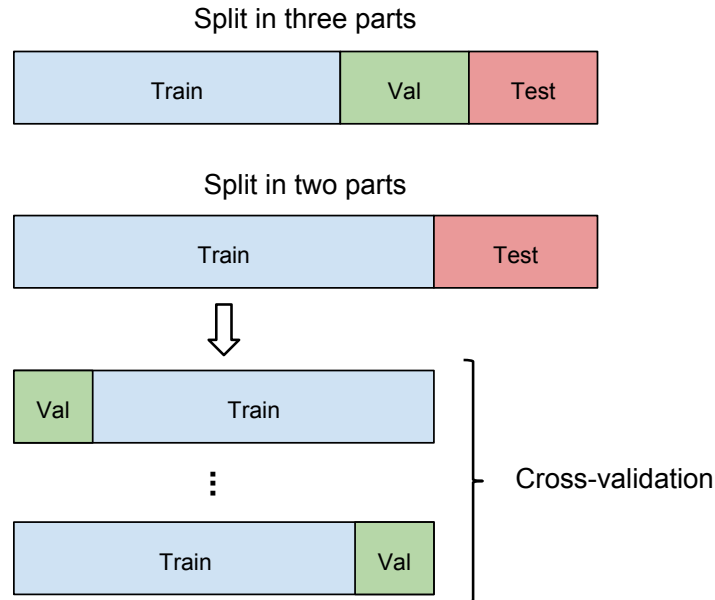 Split in three parts
Train Val Test
Split in two parts
Train Test
Val Train
⋮
Cross-validation
Train Val